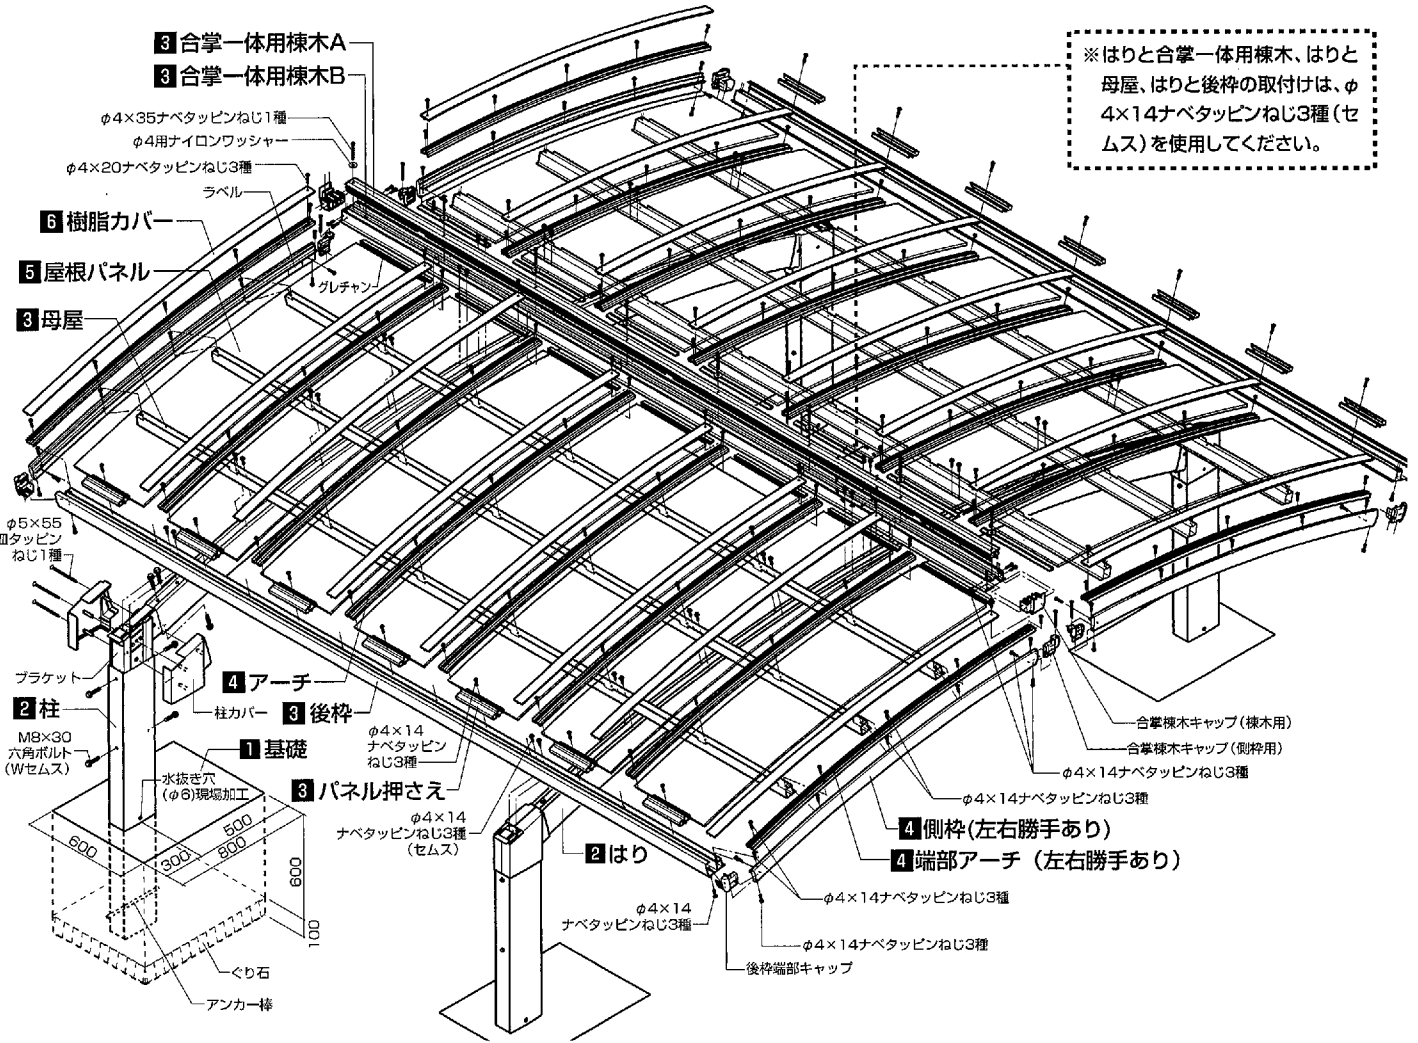 3 合掌一体用棟木A
3 合掌一体用棟木B
φ4×35ナベタッピンねじ1種
φ4用ナイロンワッシャー
φ4×20ナベタッピンねじ3種
ラベル
6 樹脂カバー
5 屋根パネル
グレチャン
3 母屋
※はりと合掌一体用棟木、はりと
母屋、はりと後枠の取付けは、φ
4×14ナベタッピンねじ3種(セ
ムス)を使用してください。
φ5×55
皿タッピン
ねじ1種
ブラケット
2 柱
柱カバー
M8×30
六角ボルト
(Wセムス)
1 基礎
水抜き穴
(φ6)現場加工
500
600
300
800
600
100
ぐり石
アンカー棒
4 アーチ
3 後枠
φ4×14
ナベタッピン
ねじ3種
3 パネル押さえ
φ4×14
ナベタッピンねじ3種
(セムス)
2 はり
合掌棟木キャップ(棟木用)
合掌棟木キャップ(側枠用)
φ4×14ナベタッピンねじ3種
φ4×14ナベタッピンねじ3種
4 側枠(左右勝手あり)
4 端部アーチ(左右勝手あり)
φ4×14ナベタッピンねじ3種
φ4×14
ナベタッピンねじ3種
φ4×14ナベタッピンねじ3種
後枠端部キャップ